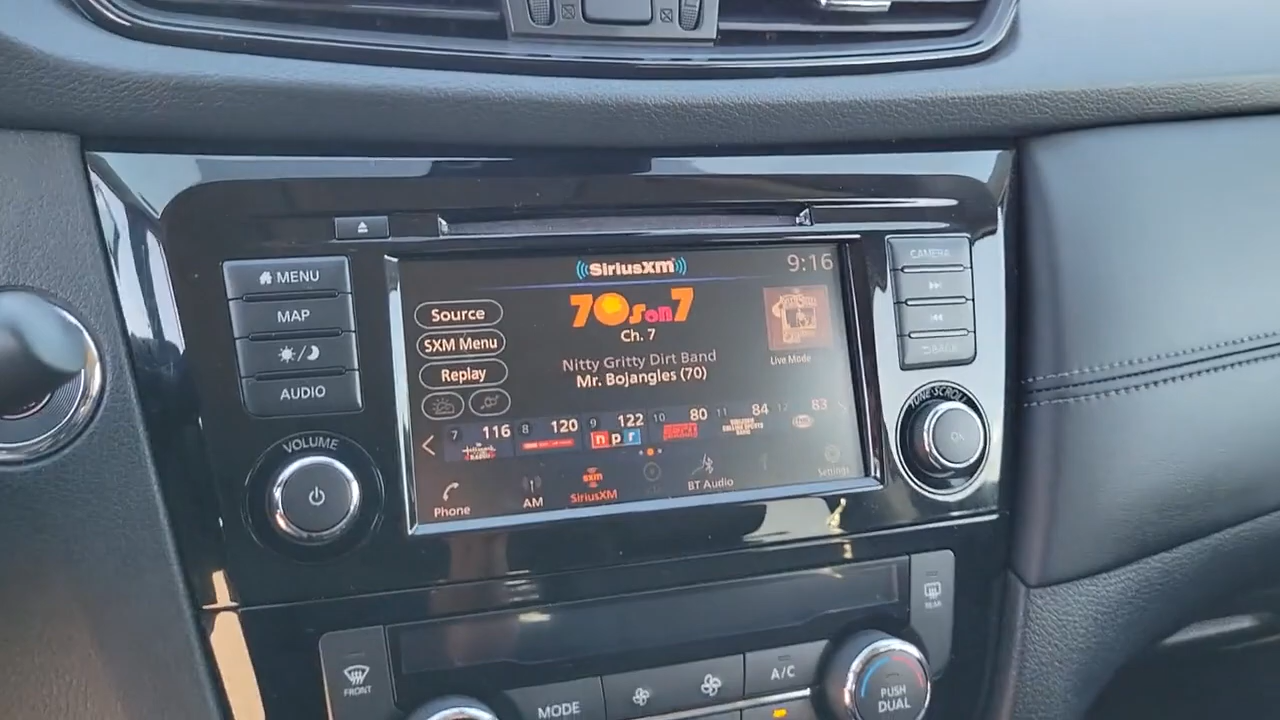 MENU
MAP
AUDIO
VOLUME
SiriusXM
9:16
Source
SXM Menu
Replay
70s on 7
Ch. 7
Nitty Gritty Dirt Band
Mr. Bojangles (70)
Live Mode
7 116
8 120
9 122
npr
10 80
11 84
12 83
Phone
AM
sxm
SiriusXM
BT Audio
Settings
CAMERA
BACK
TUNE·SCROLL
ON
FRONT
MODE
A/C
REAR
PUSH
DUAL